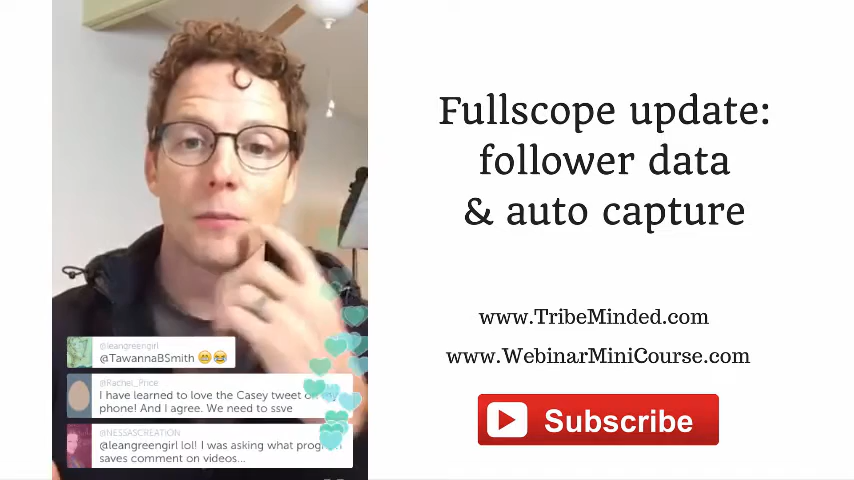 Fullscope update:
follower data
& auto capture
www.TribeMinded.com
www.WebinarMiniCourse.com
Subscribe
@leangreengirl
@TawannaBSmith 😁😂
@Rachel_Price
I have learned to love the Casey tweet on my
phone! And I agree. We need to ssve
@NESSASCREATION
@leangreengirl lol! I was asking what program
saves comment on videos...